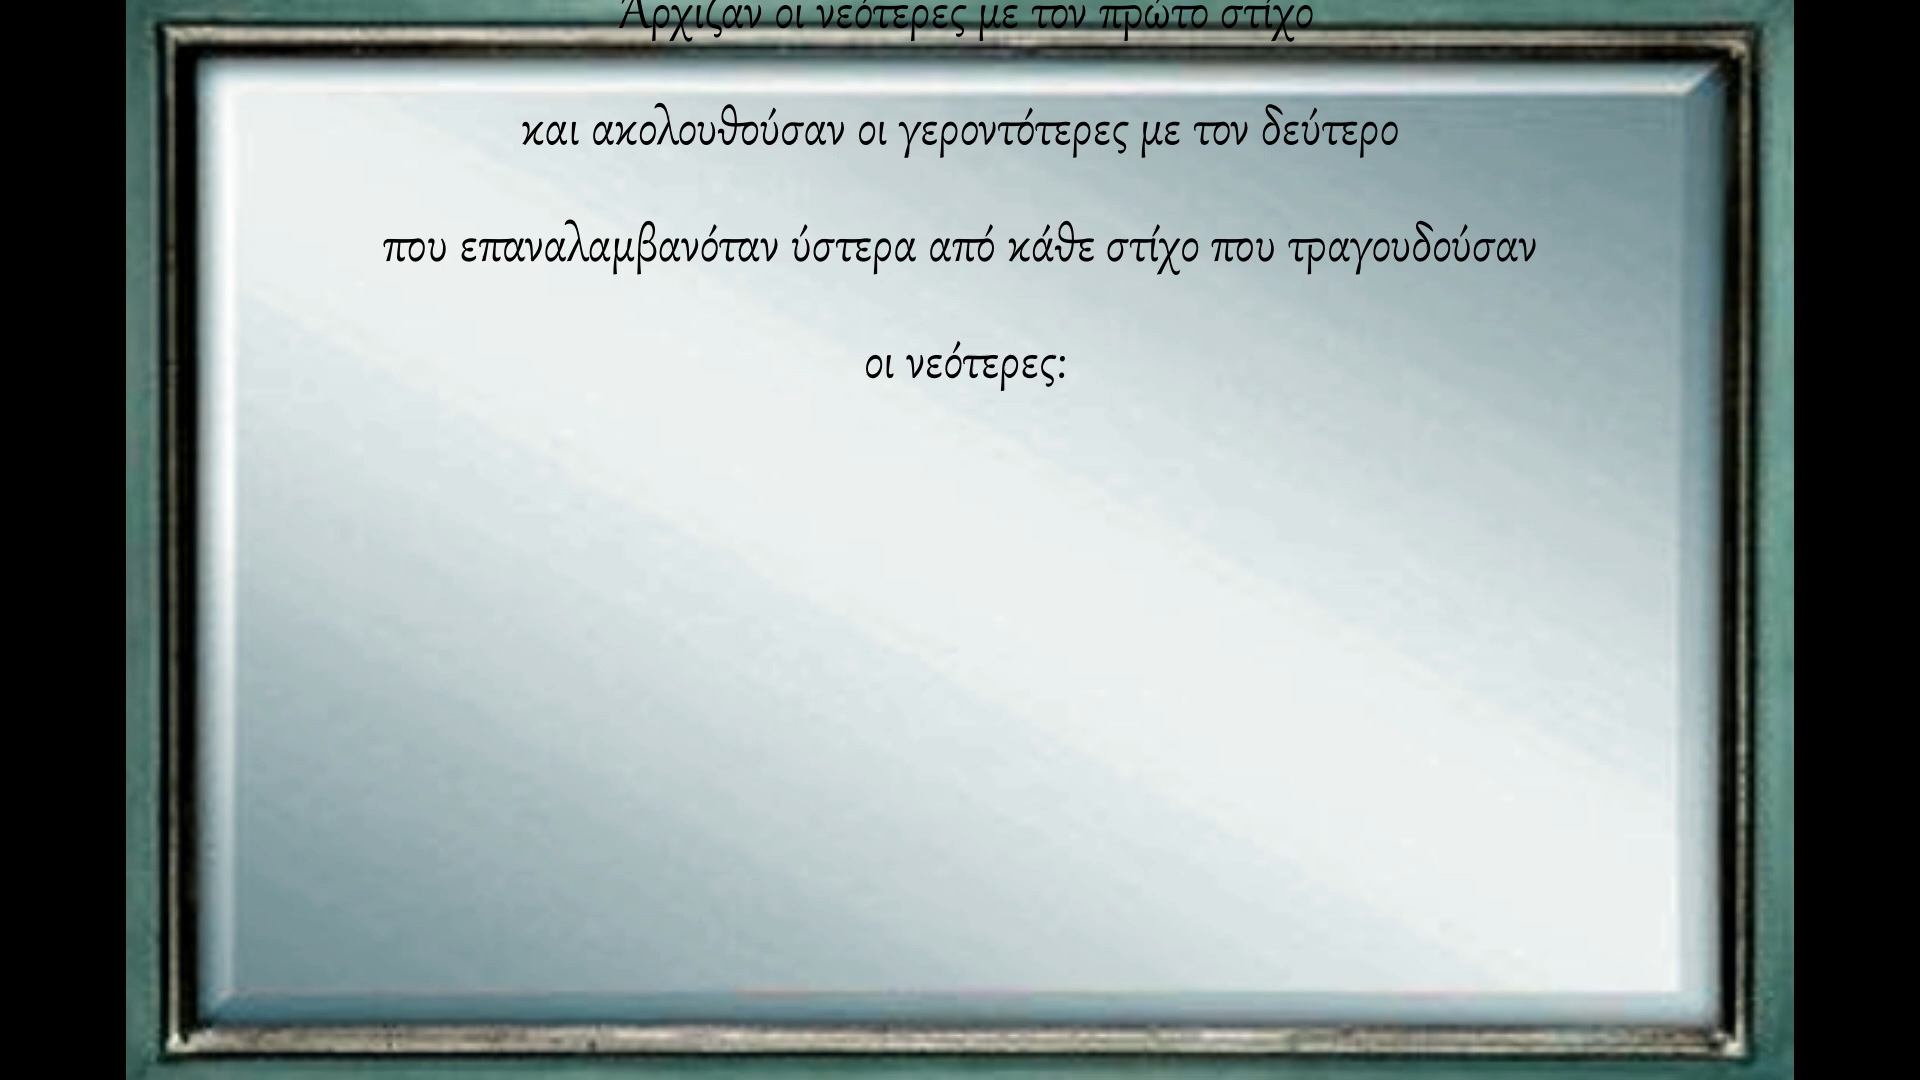 Άρχιζαν οι νεότερες με τον πρώτο στίχο
και ακολουθούσαν οι γεροντότερες με τον δεύτερο
που επαναλαμβανόταν ύστερα από κάθε στίχο που τραγουδούσαν
οι νεότερες: